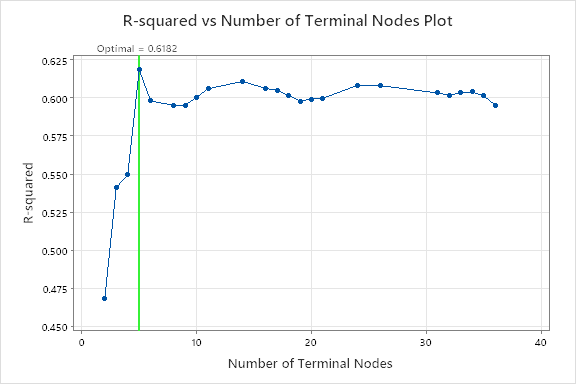 R-squared vs Number of Terminal Nodes Plot
Optimal = 0.6182
0.625
0.600
0.575
0.550
0.525
0.500
0.475
0.450
R-squared
0 10 20 30 40
Number of Terminal Nodes